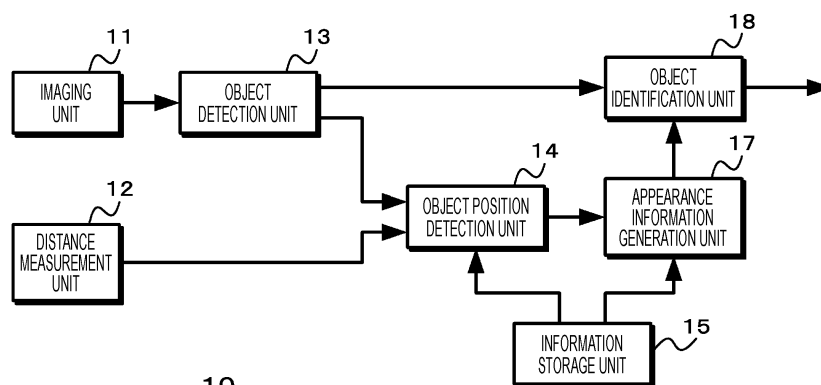 11
IMAGING
UNIT
13
OBJECT
DETECTION UNIT
18
OBJECT
IDENTIFICATION UNIT
12
DISTANCE
MEASUREMENT
UNIT
14
OBJECT POSITION
DETECTION UNIT
17
APPEARANCE
INFORMATION
GENERATION UNIT
INFORMATION
STORAGE UNIT
15